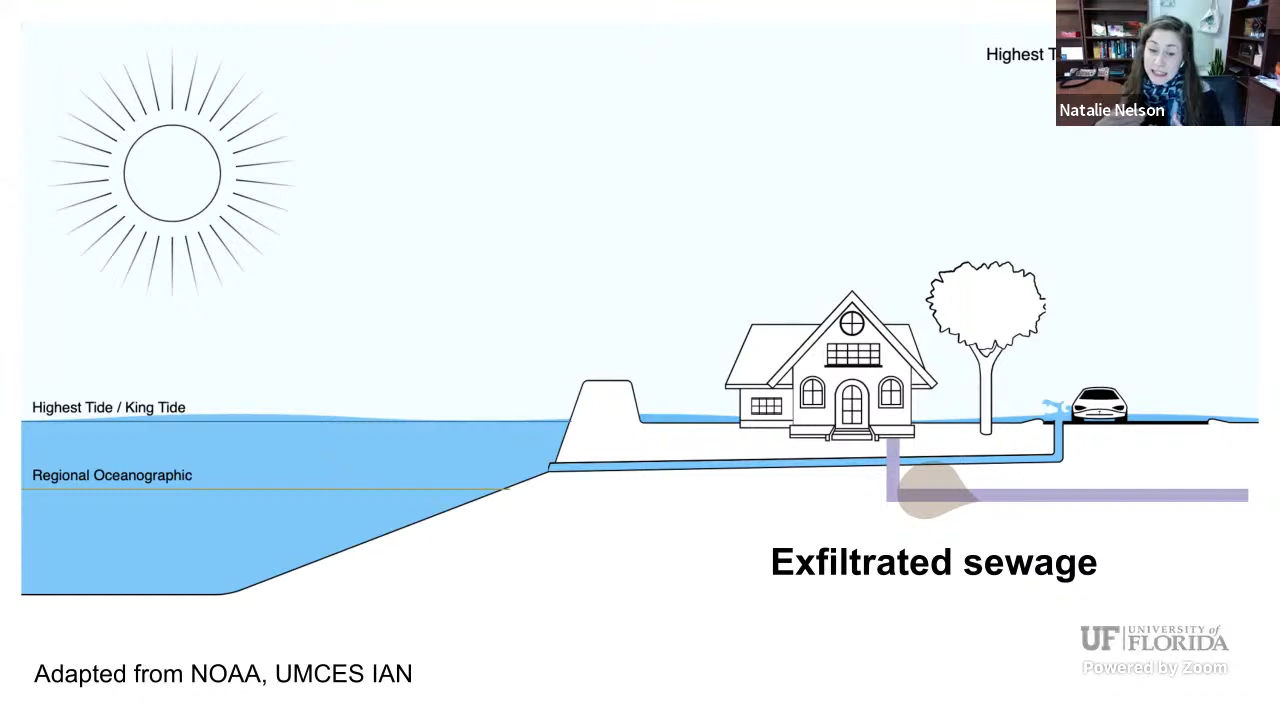 Highest T
Natalie Nelson
Highest Tide / King Tide
Regional Oceanographic
Exfiltrated sewage
UF UNIVERSITY of
FLORIDA
Powered by Zoom
Adapted from NOAA, UMCES IAN